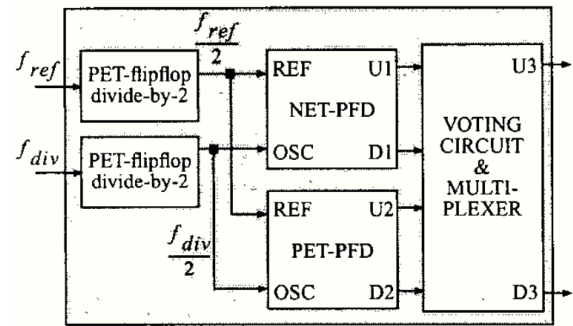 f_ref
PET-flipflop
divide-by-2
f_ref
2
f_div
PET-flipflop
divide-by-2
f_div
2
REF
U1
NET-PFD
OSC
D1
REF
U2
PET-PFD
OSC
D2
U3
VOTING
CIRCUIT
&
MULTI-
PLEXER
D3